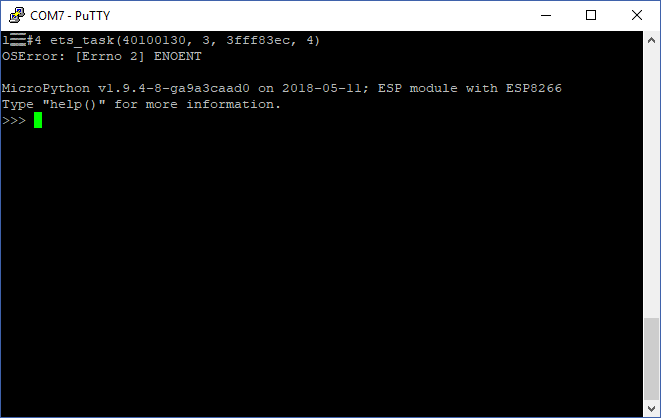 COM7 - PuTTY
#4 ets_task(40100130, 3, 3fff83ec, 4)
OSError: [Errno 2] ENOENT
MicroPython v1.9.4-8-ga9a3caad0 on 2018-05-11; ESP module with ESP8266
Type "help()" for more information.
>>>